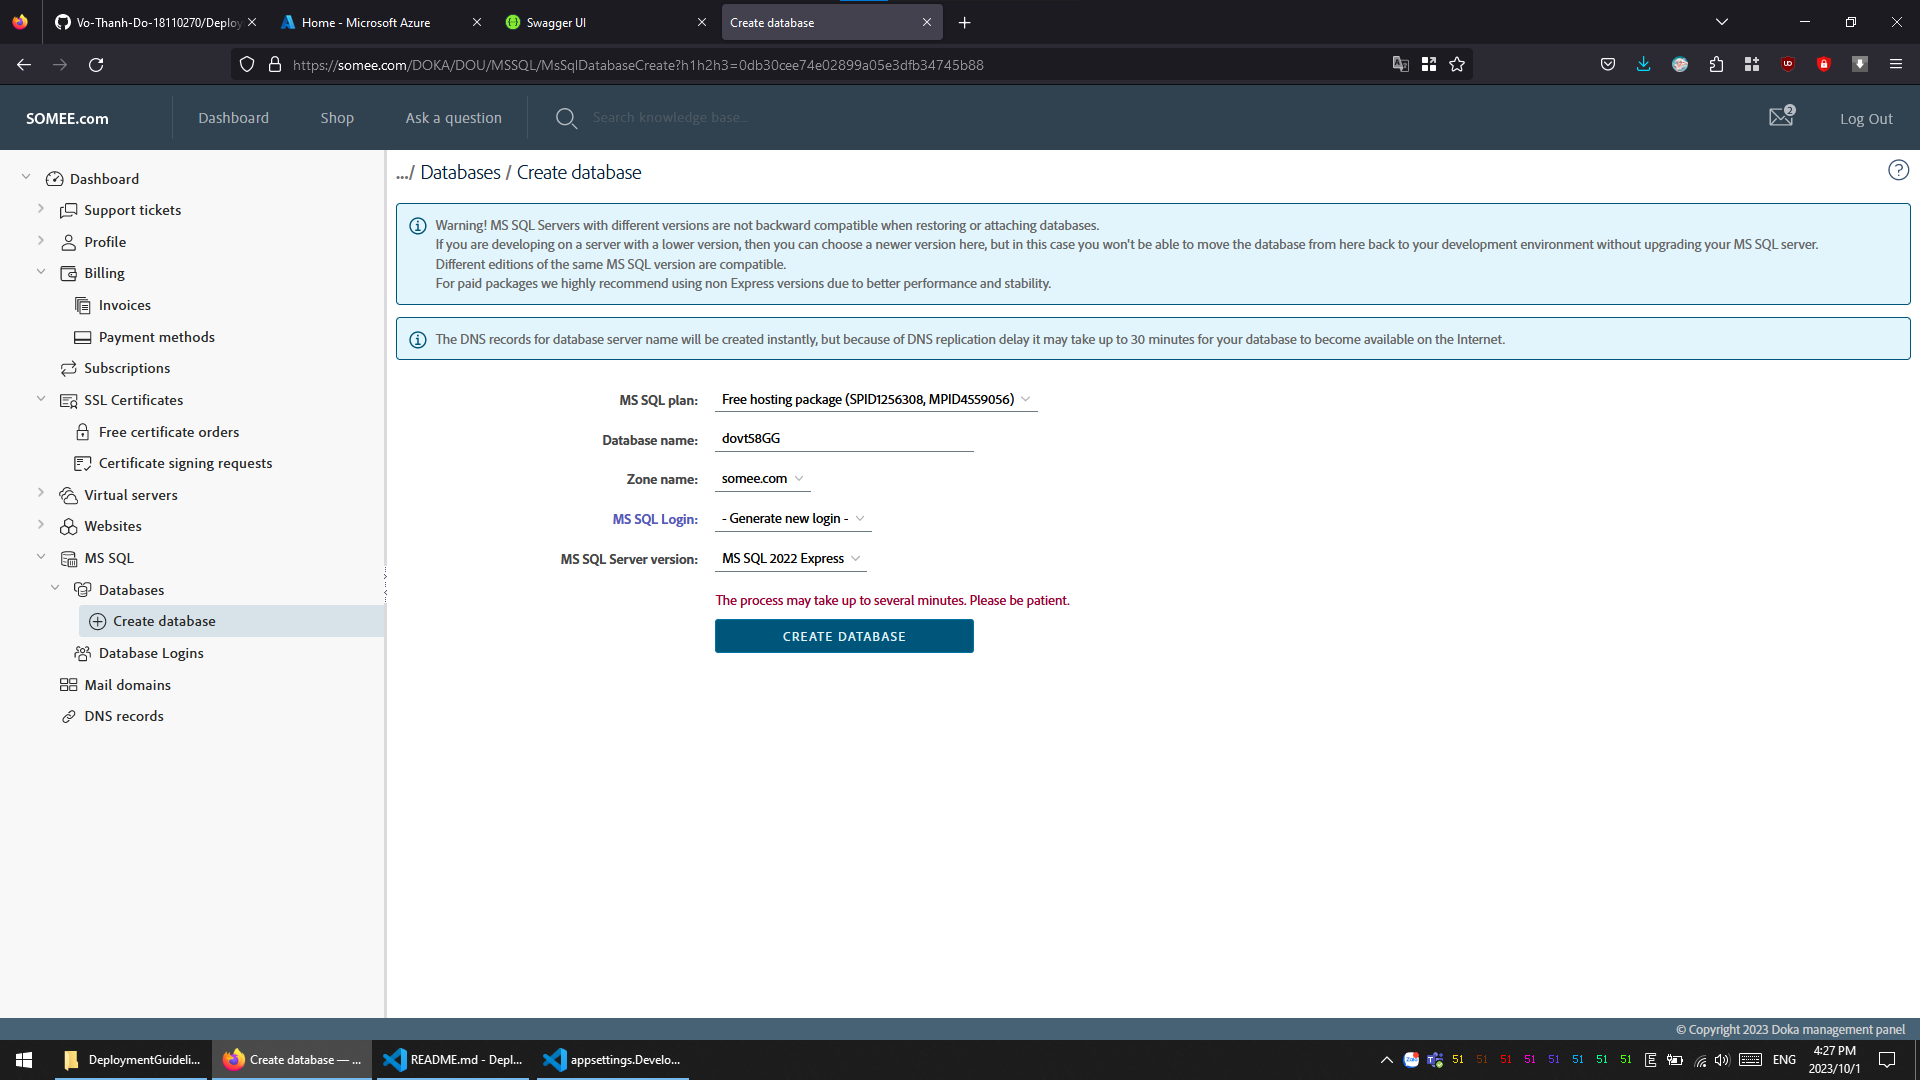 Vo-Thanh-Do-18110270/Deploy
Home - Microsoft Azure
Swagger UI
Create database
https://somee.com/DOKA/DOU/MSSQL/MsSqlDatabaseCreate?h1h2h3=0db30cee74e02899a05e3dfb34745b88
SOMEE.com
Dashboard
Shop
Ask a question
Search knowledge base...
2
Log Out
Dashboard
Support tickets
Profile
Billing
Invoices
Payment methods
Subscriptions
SSL Certificates
Free certificate orders
Certificate signing requests
Virtual servers
Websites
MS SQL
Databases
Create database
Database Logins
Mail domains
DNS records
.../ Databases / Create database
Warning! MS SQL Servers with different versions are not backward compatible when restoring or attaching databases.
If you are developing on a server with a lower version, then you can choose a newer version here, but in this case you won't be able to move the database from here back to your development environment without upgrading your MS SQL server.
Different editions of the same MS SQL version are compatible.
For paid packages we highly recommend using non Express versions due to better performance and stability.
The DNS records for database server name will be created instantly, but because of DNS replication delay it may take up to 30 minutes for your database to become available on the Internet.
MS SQL plan: Free hosting package (SPID1256308, MPID4559056)
Database name: dovt58GG
Zone name: somee.com
MS SQL Login: - Generate new login -
MS SQL Server version: MS SQL 2022 Express
The process may take up to several minutes. Please be patient.
CREATE DATABASE
© Copyright 2023 Doka management panel
DeploymentGuideli...
Create database — ...
README.md - Depl...
appsettings.Develo...
51 51 51 51 51 51 51 51
ENG
4:27 PM
2023/10/1